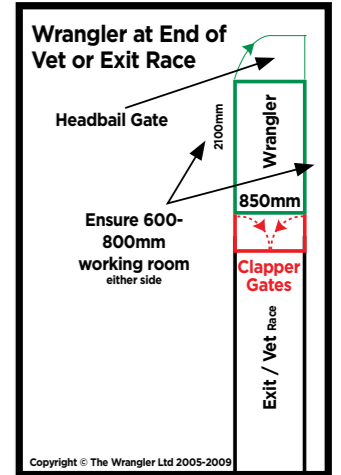 Wrangler at End of
Vet or Exit Race
Headbail Gate
2100mm
Wrangler
850mm
Ensure 600-
800mm
working room
either side
Clapper
Gates
Exit / Vet Race
Copyright © The Wrangler Ltd 2005-2009